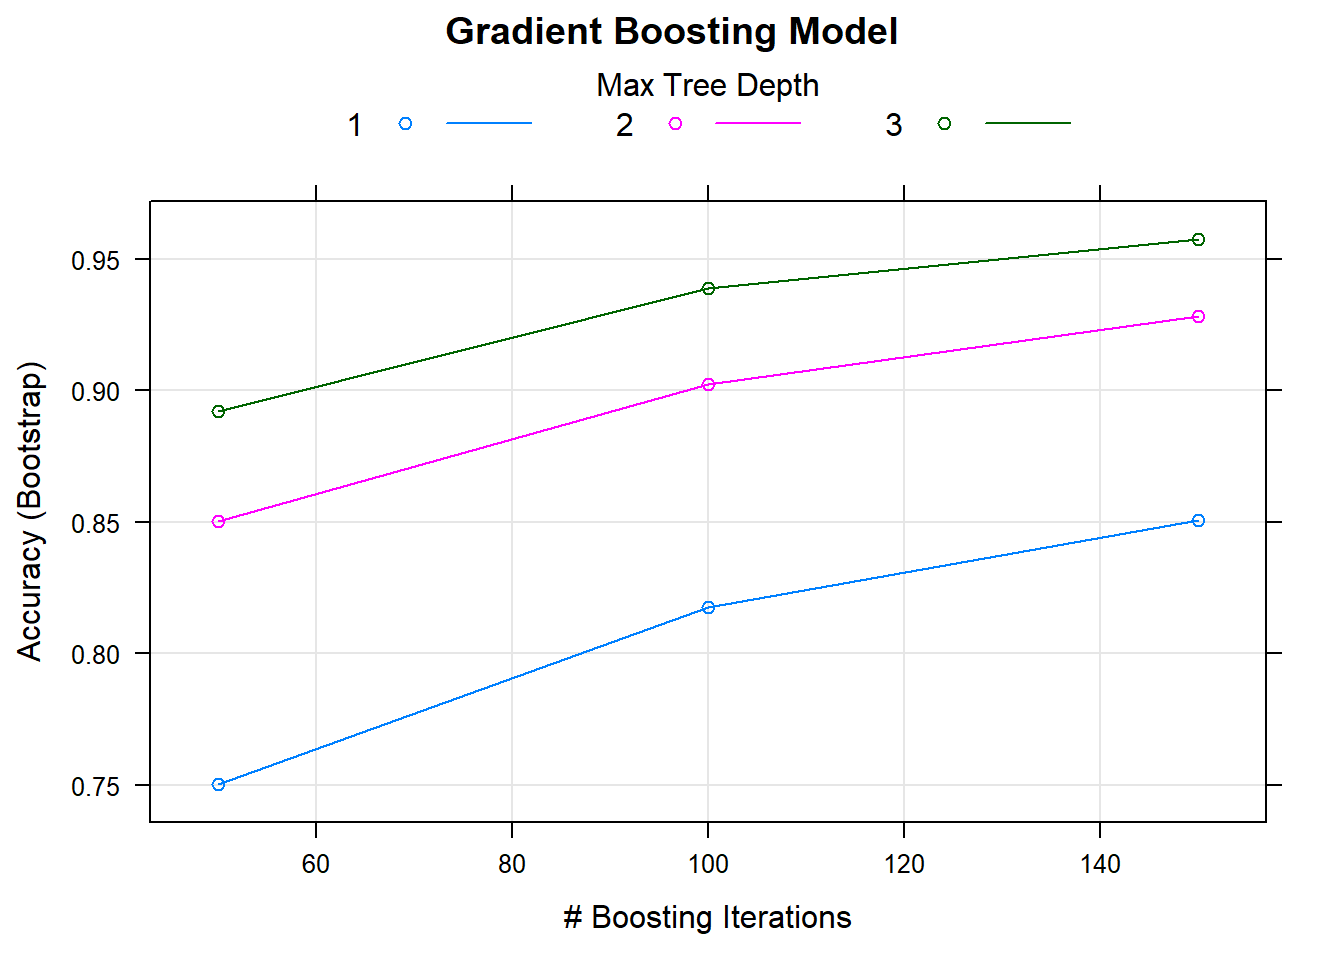 Gradient Boosting Model
Max Tree Depth
1 2 3
0.95
0.90
0.85
0.80
0.75
Accuracy (Bootstrap)
60 80 100 120 140
# Boosting Iterations